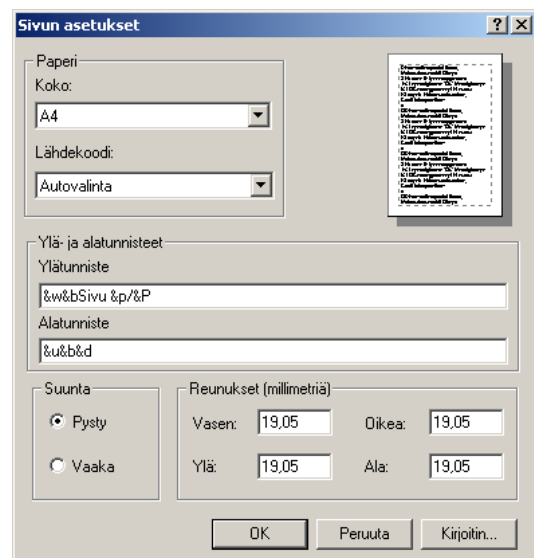 Sivun asetukset
Paperi
Koko:
A4
Lähdekoodi:
Autovalinta
Ylä- ja alatunnisteet
Ylätunniste
&w&bSivu &p/&P
Alatunniste
&u&b&d
Suunta
Pysty
Vaaka
Reunukset (millimetriä)
Vasen: 19,05 Oikea: 19,05
Ylä: 19,05 Ala: 19,05
OK Peruuta Kirjoitin...